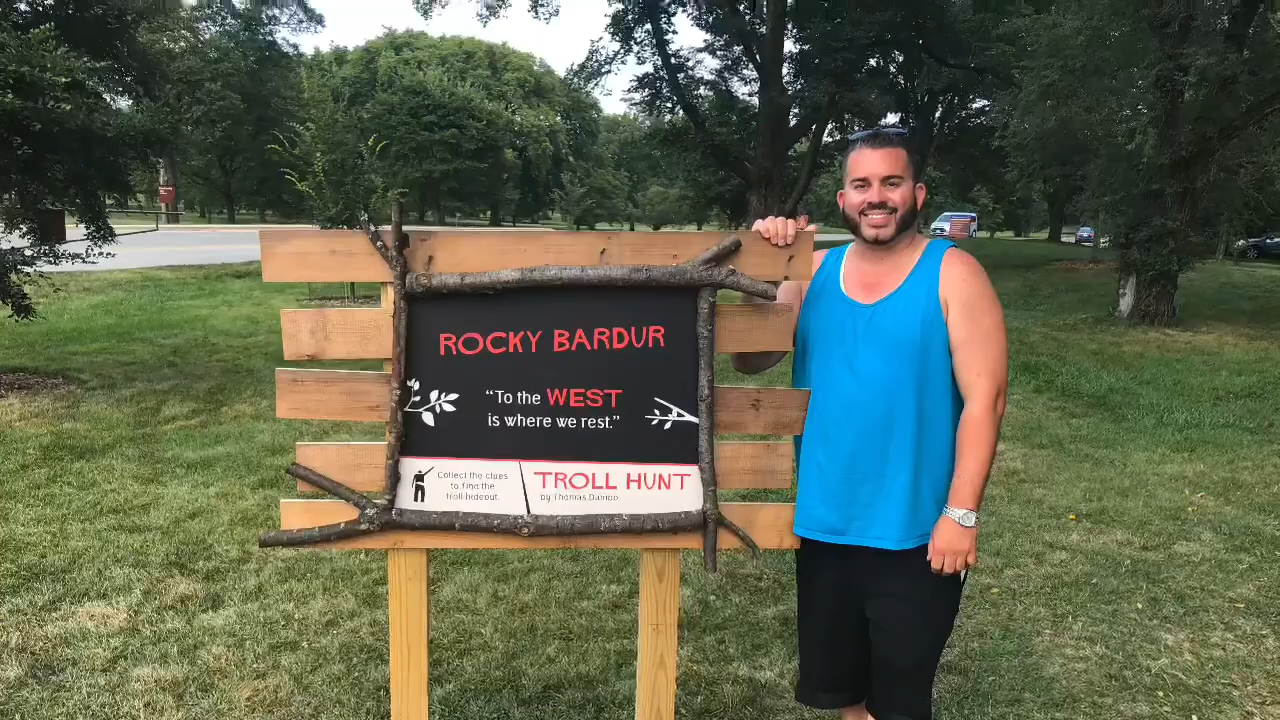 ROCKY BARDUR
“To the WEST
is where we rest.”
Collect the clues
to find the
troll hideout.
TROLL HUNT
by Thomas Dambo